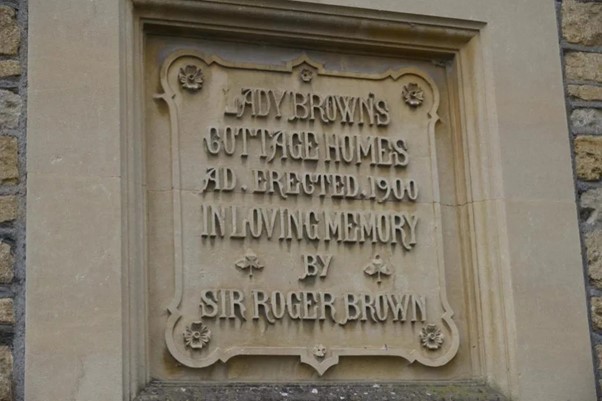 LADY BROWN'S
COTTAGE HOMES
AD. ERECTED. 1900
IN LOVING MEMORY
BY
SIR ROGER BROWN